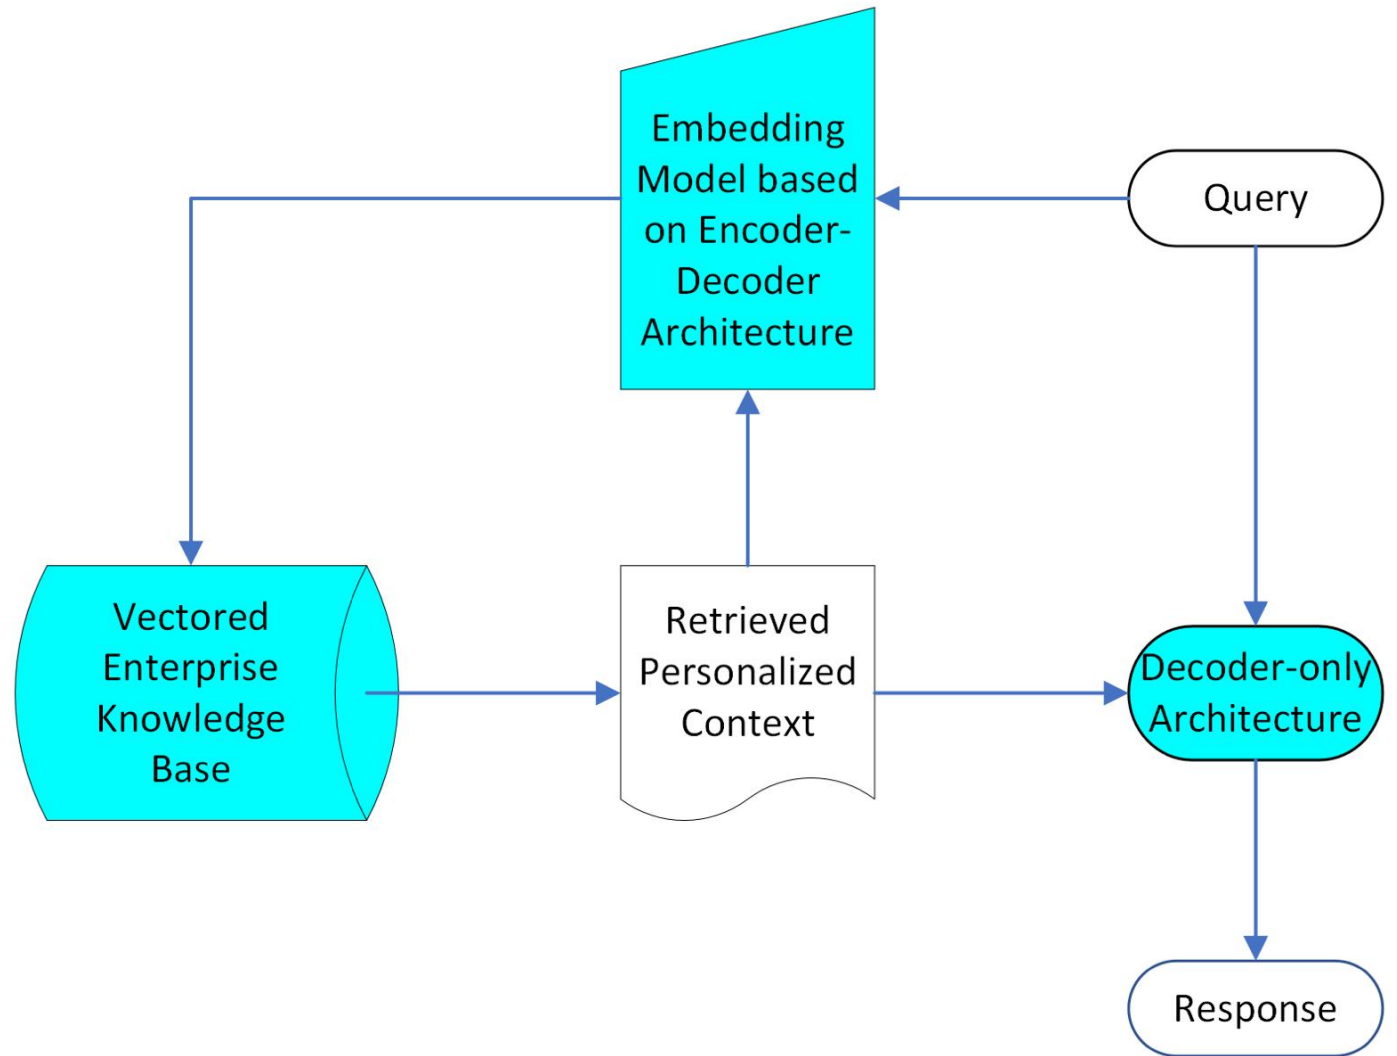 Embedding
Model based
on Encoder-
Decoder
Architecture
Query
Vectored
Enterprise
Knowledge
Base
Retrieved
Personalized
Context
Decoder-only
Architecture
Response